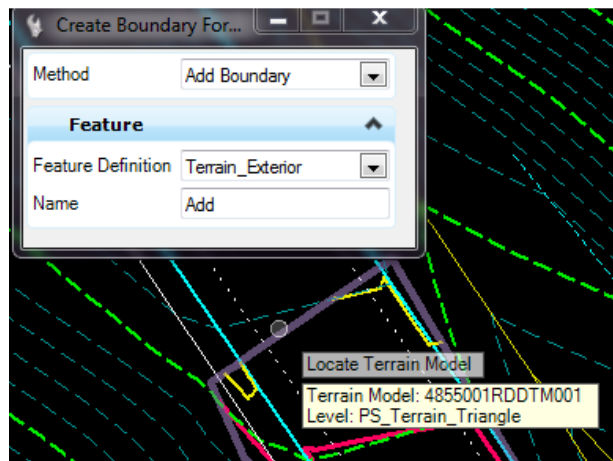 Create Boundary For...
Method
Add Boundary
Feature
Feature Definition
Terrain_Exterior
Name
Add
Locate Terrain Model
Terrain Model: 4855001RDDTM001
Level: PS_Terrain_Triangle